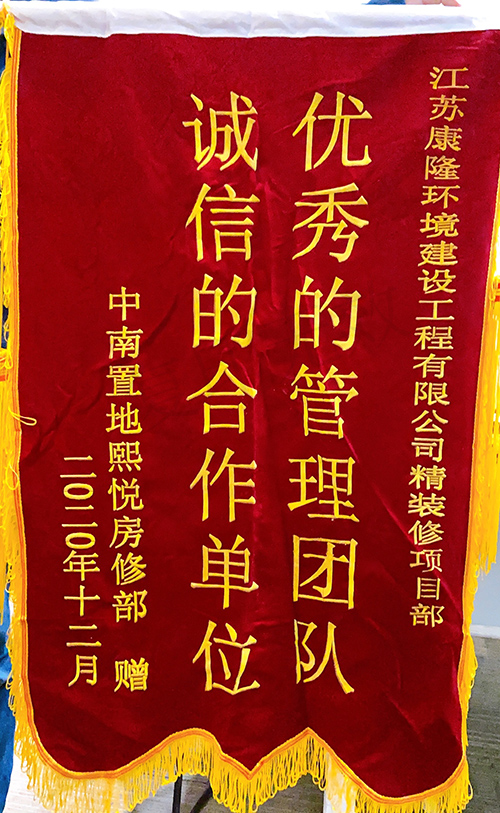 江苏康隆环境建设工程有限公司精装修项目部
优秀的管理团队
诚信的合作单位
中南置地熙悦房修部 赠
二〇二〇年十二月